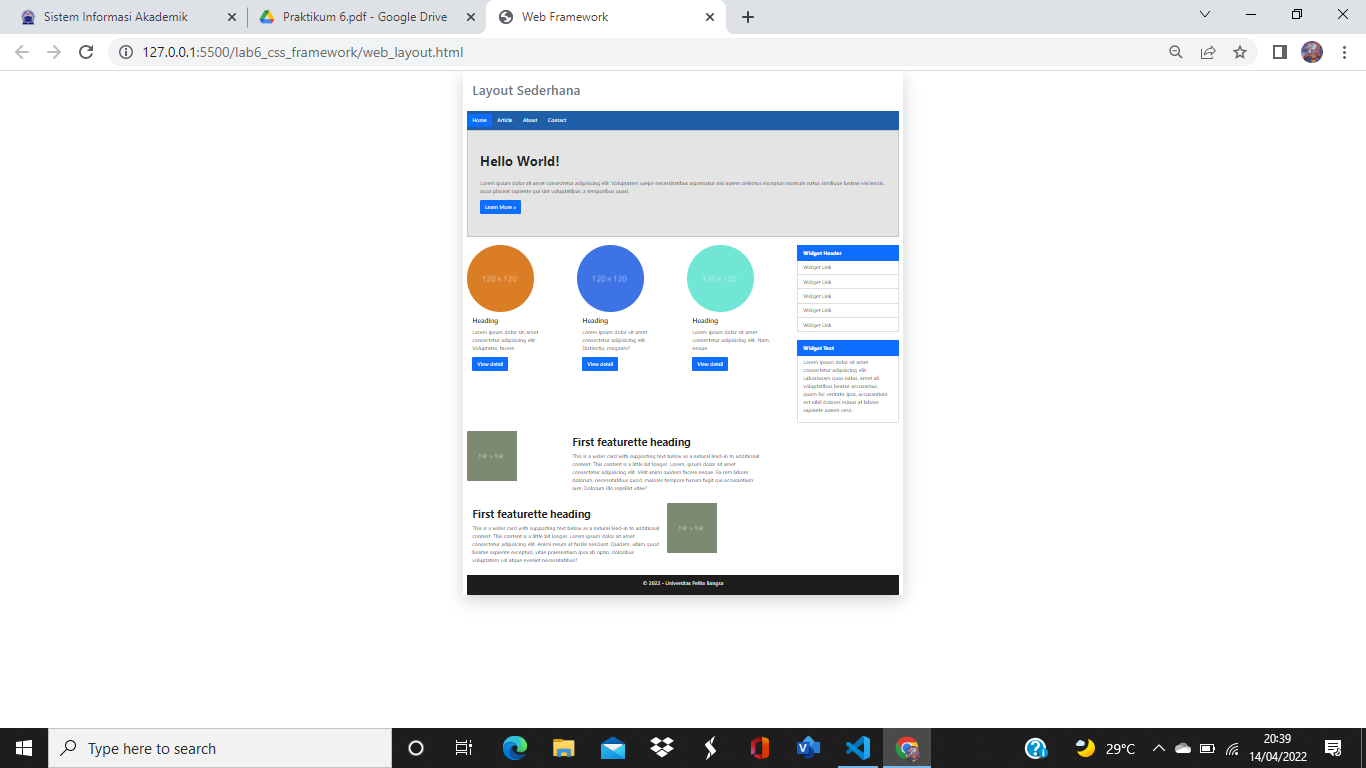 Sistem Informasi Akademik
Praktikum 6.pdf - Google Drive
Web Framework
127.0.0.1:5500/lab6_css_framework/web_layout.html
Layout Sederhana
Home Article About Contact
Hello World!
Lorem ipsum dolor sit amet consectetur adipisicing elit. Voluptatem saepe necessitatibus aspernatur nisi autem delectus excepturi nostrum natus similique beatae reiciendis,
quos placeat sapiente qui sint voluptatibus, a temporibus quasi.
Learn More »
120 × 120
Heading
Lorem ipsum dolor sit amet
consectetur adipisicing elit.
Voluptates, facere.
View detail
120 × 120
Heading
Lorem ipsum dolor sit amet
consectetur adipisicing elit.
Distinctio, magnam?
View detail
120 × 120
Heading
Lorem ipsum dolor sit amet
consectetur adipisicing elit. Nam,
neque.
View detail
Widget Header
Widget Link
Widget Link
Widget Link
Widget Link
Widget Link
Widget Text
Lorem ipsum dolor sit amet
consectetur adipisicing elit.
Laboriosam quas natus, amet ab
voluptatibus beatae accusamus,
quam hic veritatis ipsa, accusantium
est nihil dolores minus at labore
sapiente autem vero.
First featurette heading
This is a wider card with supporting text below as a natural lead-in to additional
content. This content is a little bit longer. Lorem, ipsum dolor sit amet
consectetur adipisicing elit. Velit animi quidem facere neque. Ea rem labore
dolorum, necessitatibus quod, maiores tempore harum fugit qui accusantium
iure. Dolorum illo repellat vitae?
First featurette heading
This is a wider card with supporting text below as a natural lead-in to additional
content. This content is a little bit longer. Lorem ipsum dolor sit amet
consectetur adipisicing elit. Animi rerum at facilis nesciunt. Quidem, ullam quod
beatae sapiente excepturi, vitae praesentium ipsa ab optio, doloribus
voluptatem vel atque eveniet necessitatibus?
© 2022 - Universitas Pelita Bangsa
Type here to search
29°C
20:39
14/04/2022